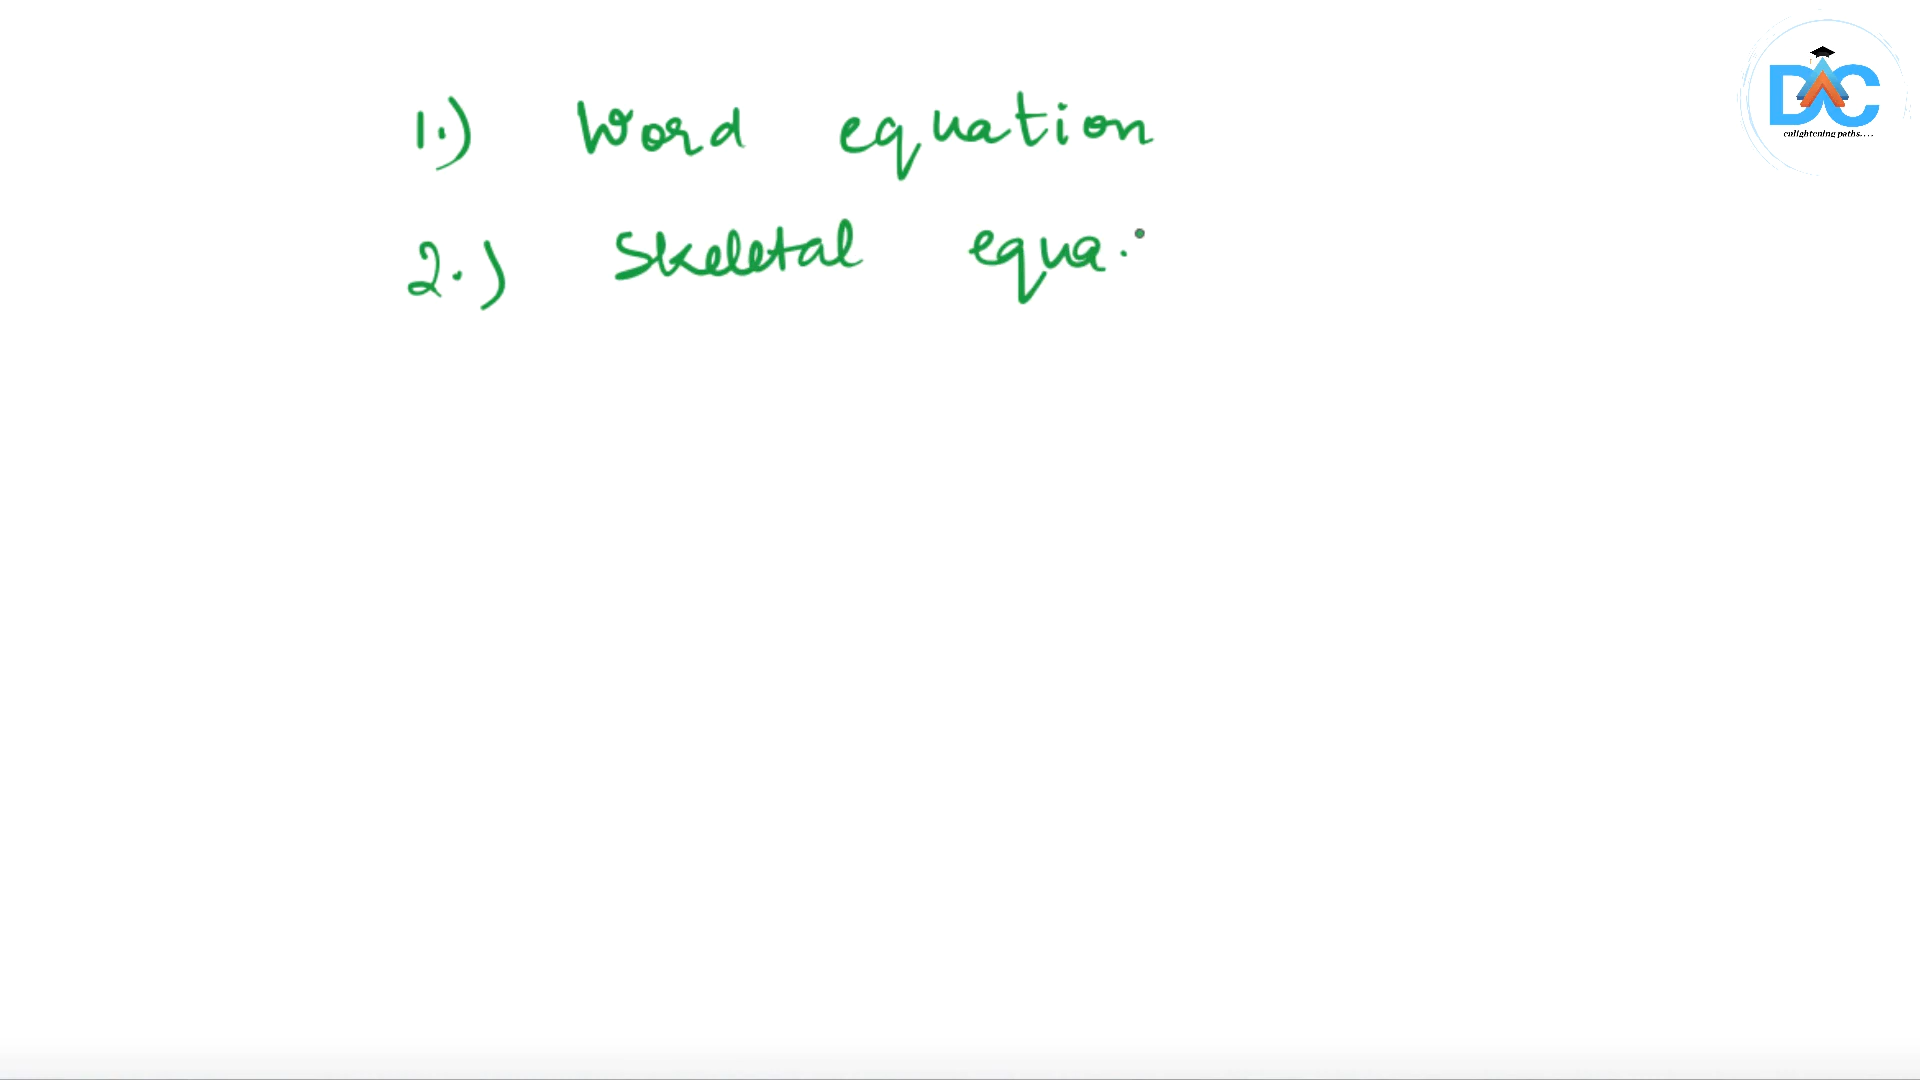 1.) Word equation
2.) Skeletal equa.
DAC
enlightening paths....